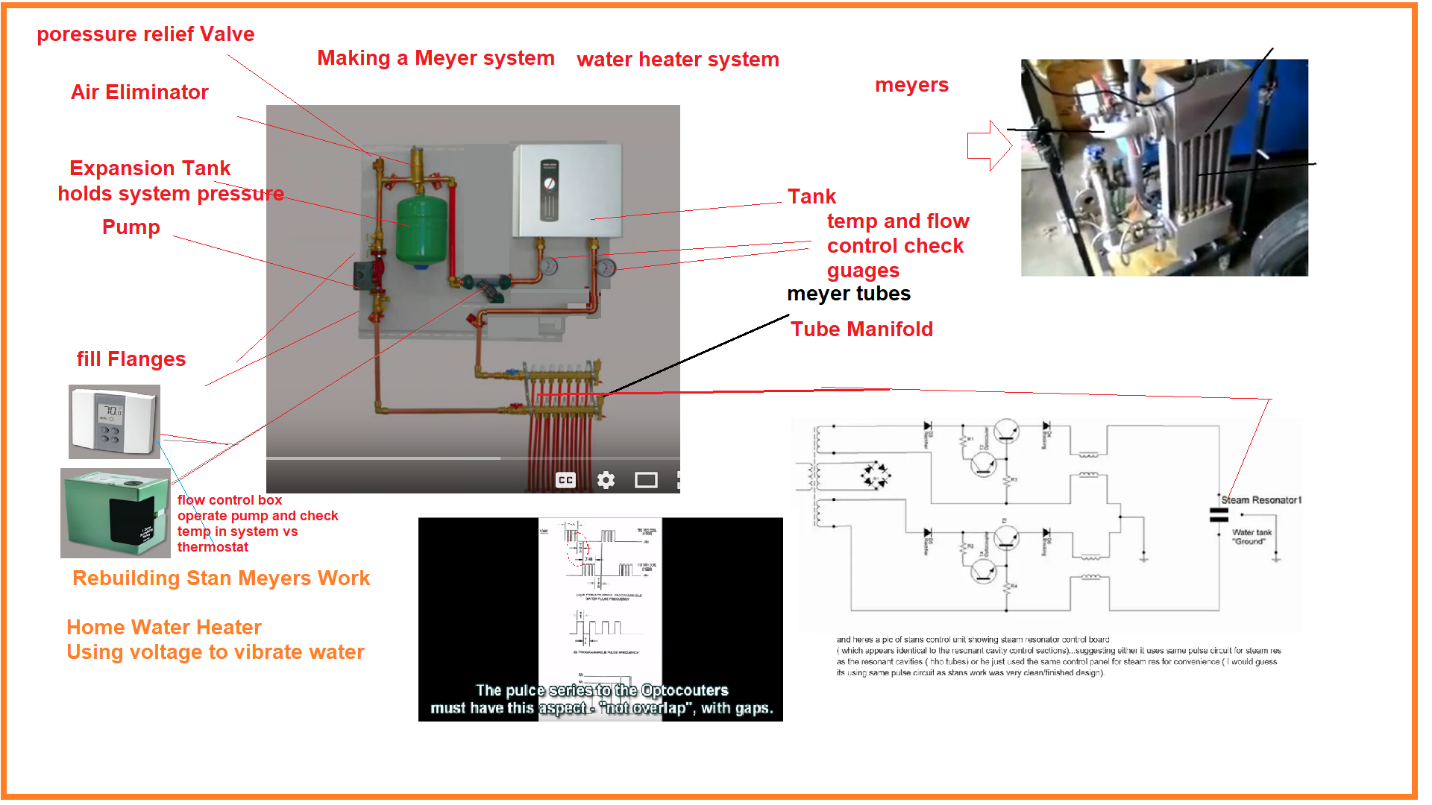 poressure relief Valve
Making a Meyer system
water heater system
Air Eliminator
meyers
Expansion Tank
holds system pressure
Pump
Tank
temp and flow
control check
guages
meyer tubes
Tube Manifold
fill Flanges
70
CC
flow control box
operate pump and check
temp in system vs
thermostat
Rebuilding Stan Meyers Work
Home Water Heater
Using voltage to vibrate water
The pulce series to the Optocouters
must have this aspect - "not overlap", with gaps.
R1
R3
R2
R4
Steam Resonator1
Water tank
"Ground"
and heres a pic of stans control unit showing steam resonator control board
( which appears identical to the resonant cavity control sections)...suggesting either it uses same pulse circuit for steam res
as the resonant cavities ( hho tubes) or he just used the same control panel for steam res for convenience ( I would guess
its using same pulse circuit as stans work was very clean/finished design).